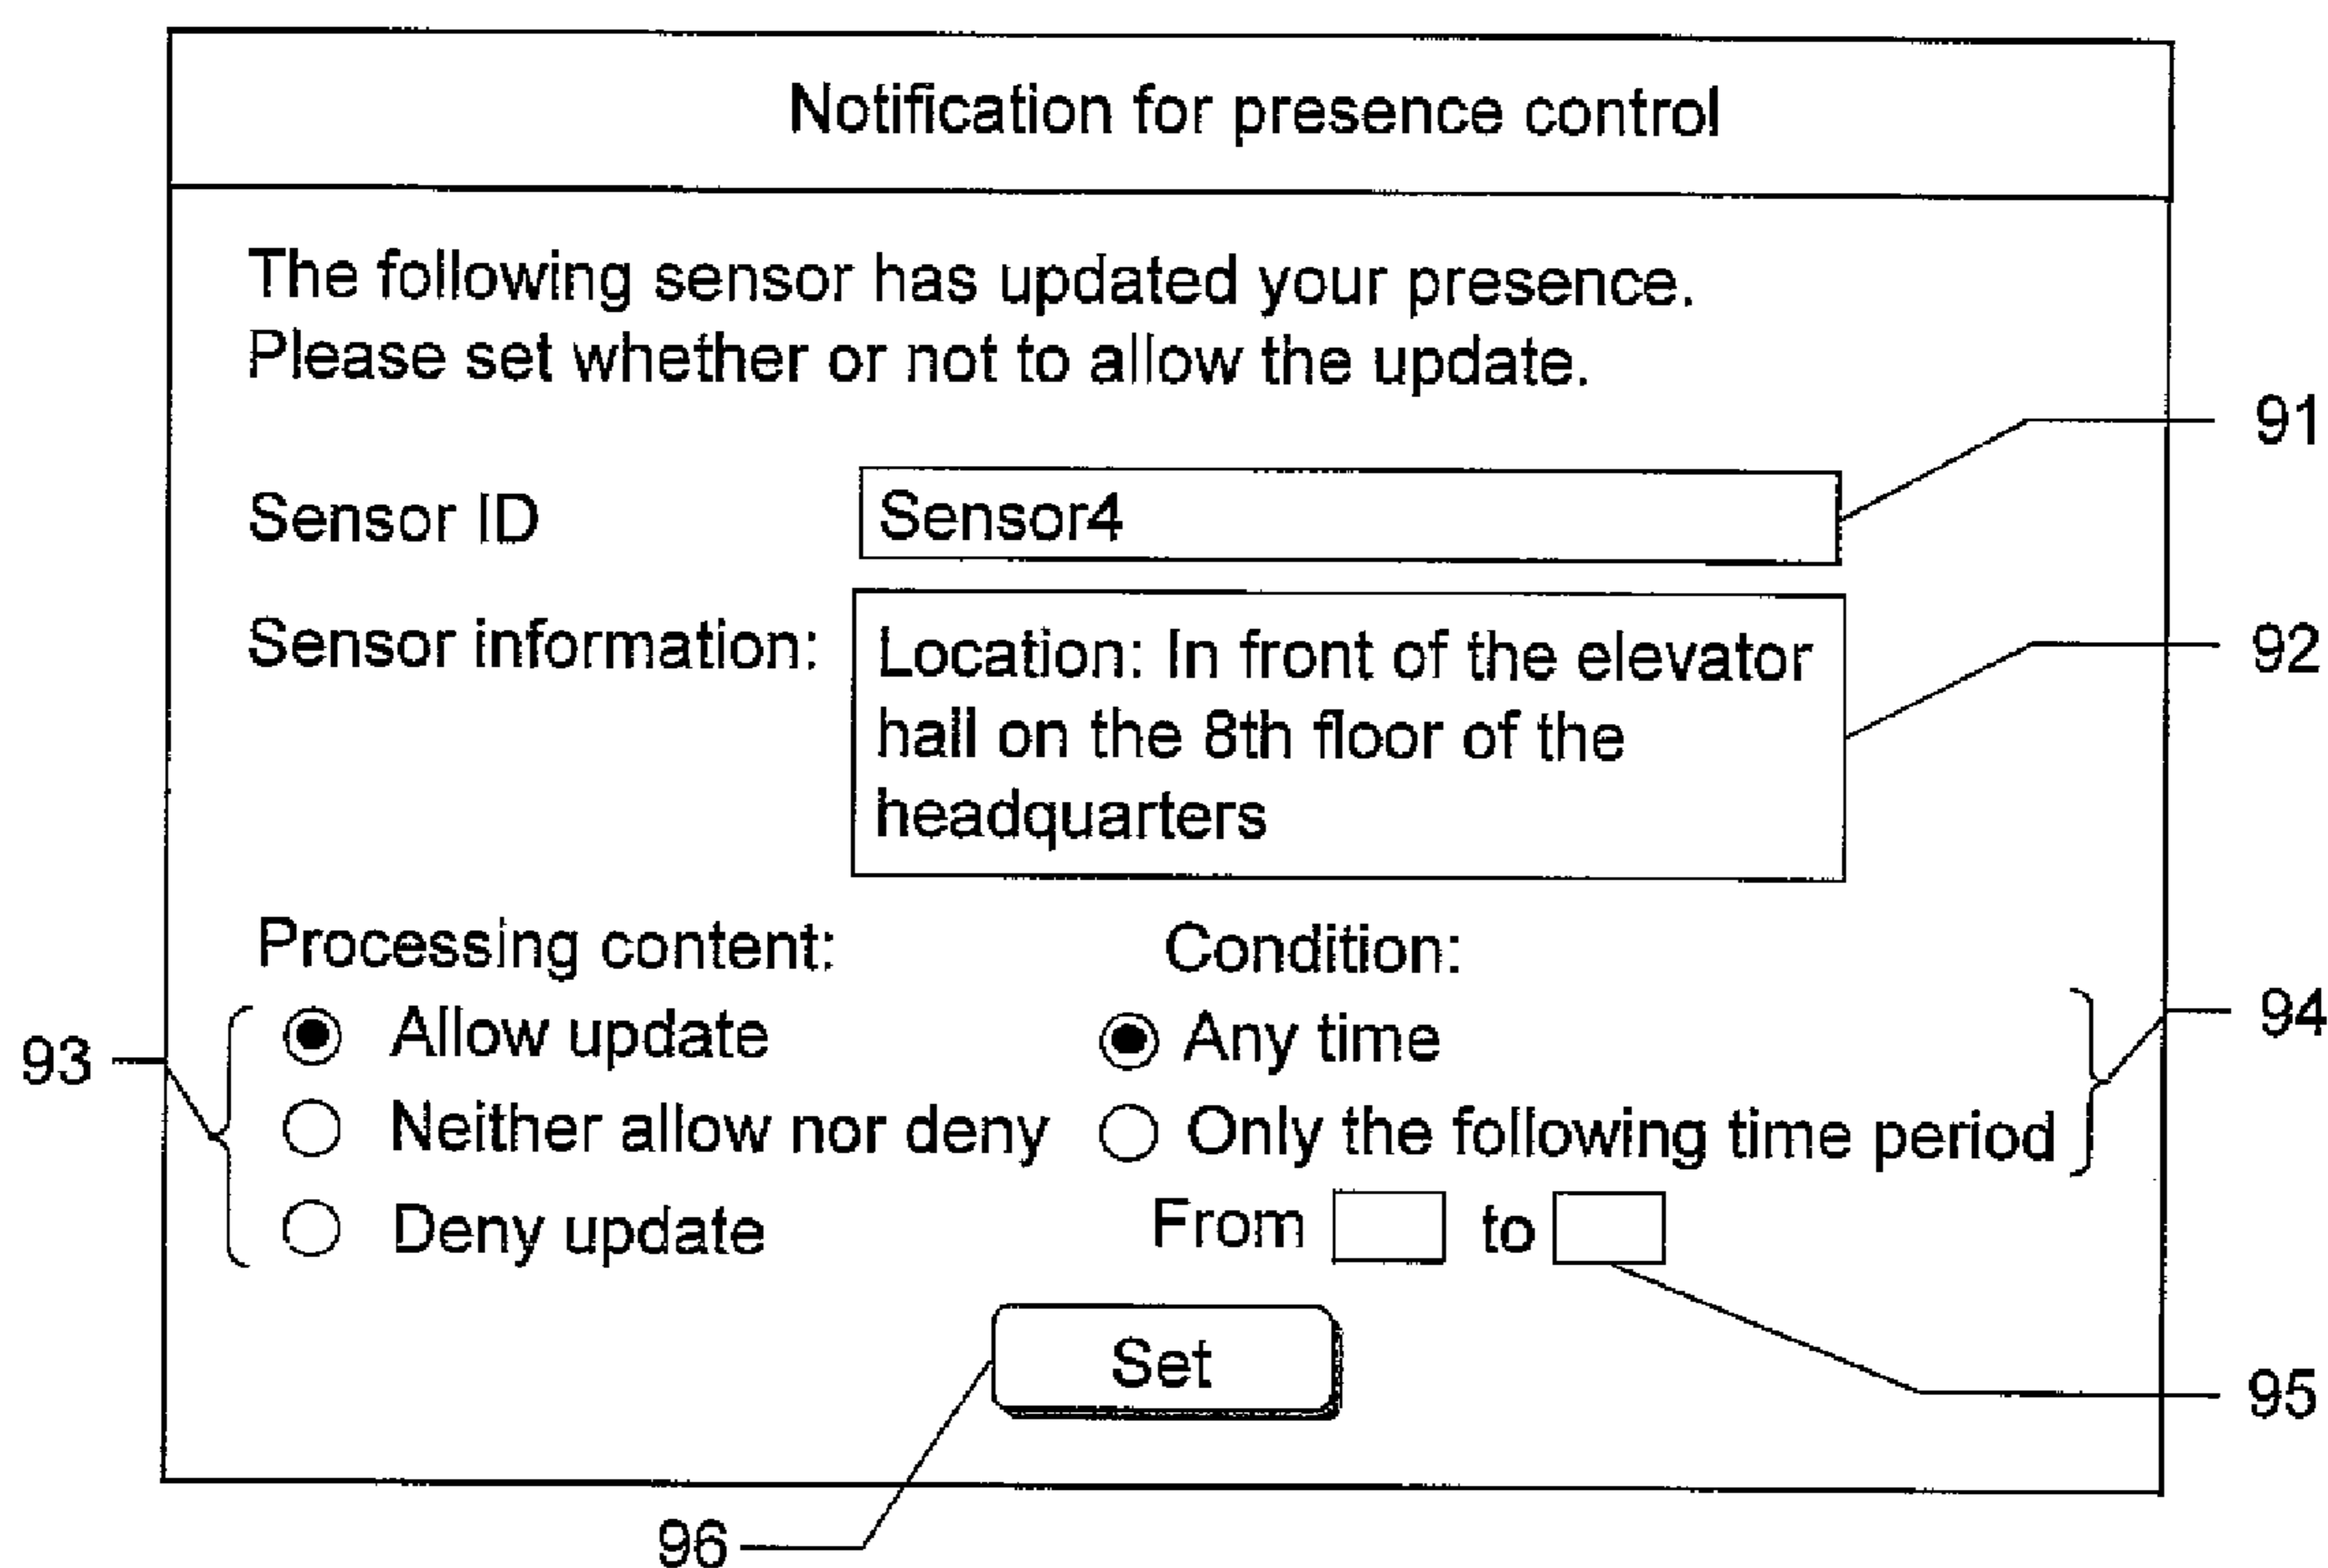 Notification for presence control
The following sensor has updated your presence.
Please set whether or not to allow the update.
91
Sensor ID
Sensor4
Sensor information:
Location: In front of the elevator
hall on the 8th floor of the
headquarters
92
Processing content:
Condition:
93
Allow update
Any time
94
Neither allow nor deny
Only the following time period
Deny update
From to
Set
95
96